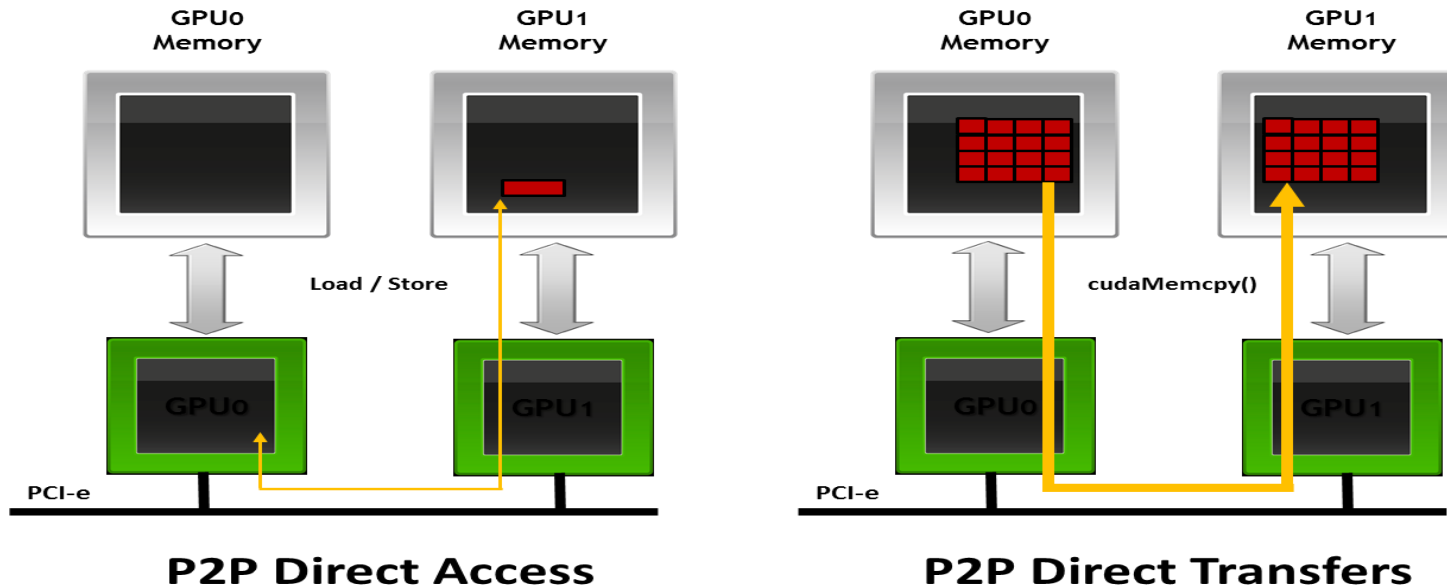 GPU0
Memory
GPU1
Memory
Load / Store
GPU0
GPU1
PCI-e
P2P Direct Access
GPU0
Memory
GPU1
Memory
cudaMemcpy()
GPU0
GPU1
PCI-e
P2P Direct Transfers